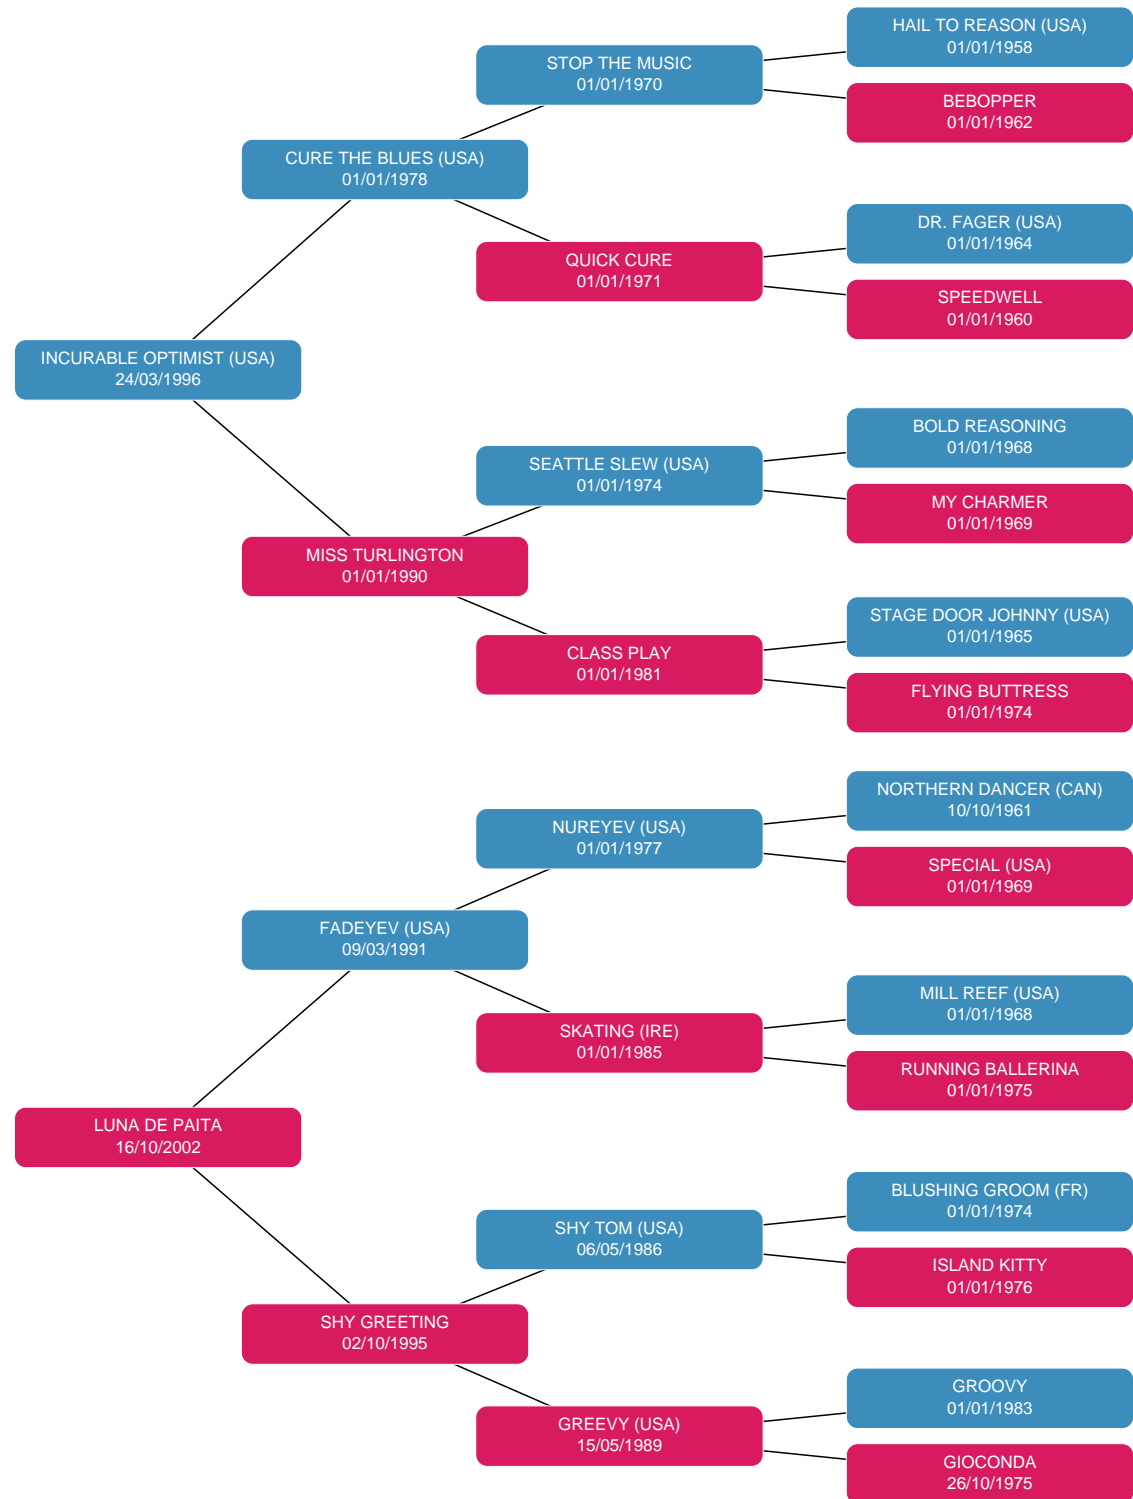 HAIL TO REASON (USA)
01/01/1958
STOP THE MUSIC
01/01/1970
BEBOPPER
01/01/1962
CURE THE BLUES (USA)
01/01/1978
DR. FAGER (USA)
01/01/1964
QUICK CURE
01/01/1971
SPEEDWELL
01/01/1960
INCURABLE OPTIMIST (USA)
24/03/1996
BOLD REASONING
01/01/1968
SEATTLE SLEW (USA)
01/01/1974
MY CHARMER
01/01/1969
MISS TURLINGTON
01/01/1990
STAGE DOOR JOHNNY (USA)
01/01/1965
CLASS PLAY
01/01/1981
FLYING BUTTRESS
01/01/1974
NORTHERN DANCER (CAN)
10/10/1961
NUREYEV (USA)
01/01/1977
SPECIAL (USA)
01/01/1969
FADEYEV (USA)
09/03/1991
MILL REEF (USA)
01/01/1968
SKATING (IRE)
01/01/1985
RUNNING BALLERINA
01/01/1975
LUNA DE PAITA
16/10/2002
BLUSHING GROOM (FR)
01/01/1974
SHY TOM (USA)
06/05/1986
ISLAND KITTY
01/01/1976
SHY GREETING
02/10/1995
GROOVY
01/01/1983
GREEVY (USA)
15/05/1989
GIOCONDA
26/10/1975